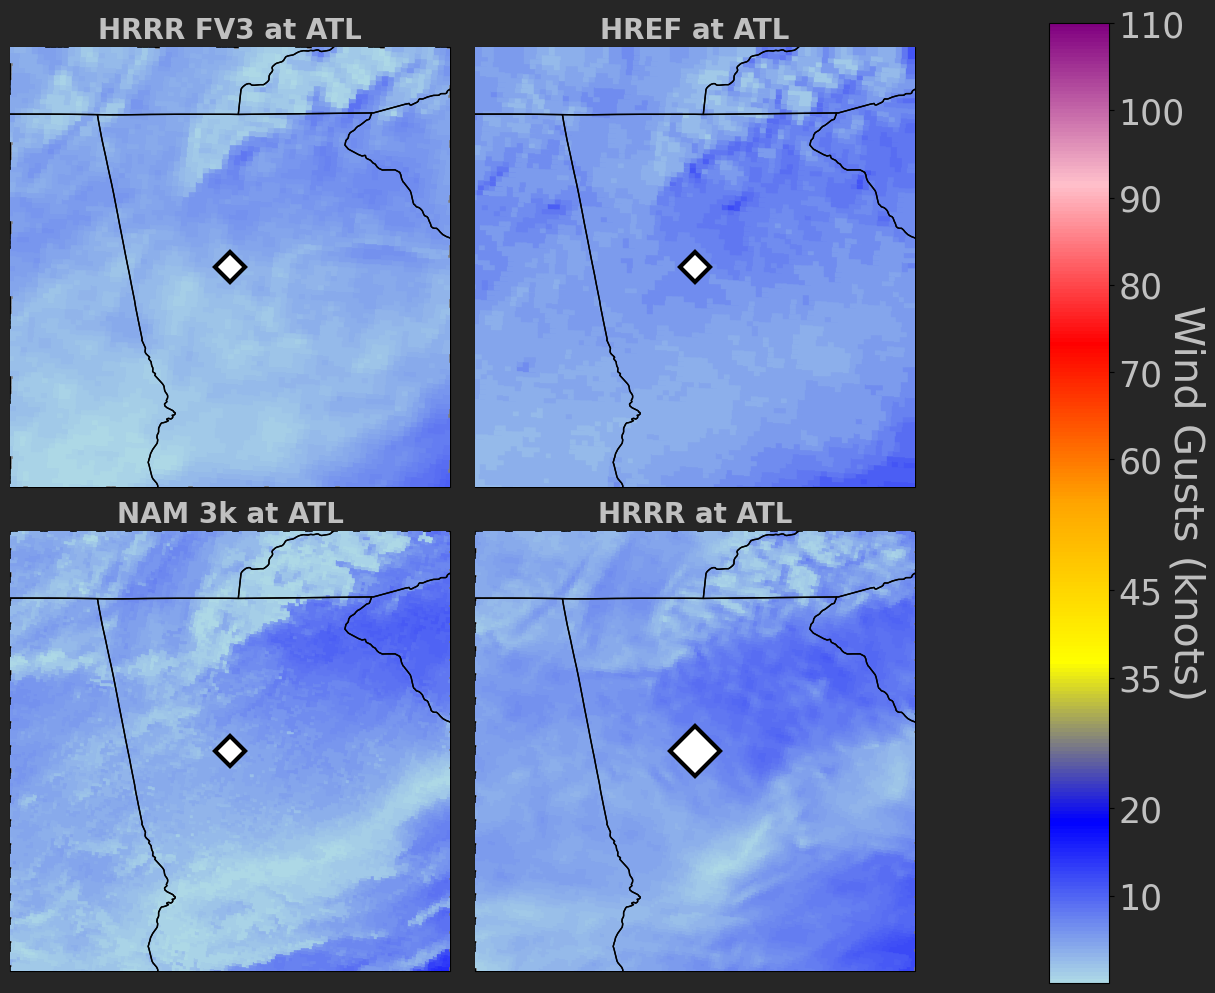 HRRR FV3 at ATL
HREF at ATL
NAM 3k at ATL
HRRR at ATL
110
100
90
80
70
60
45
35
20
10
Wind Gusts (knots)